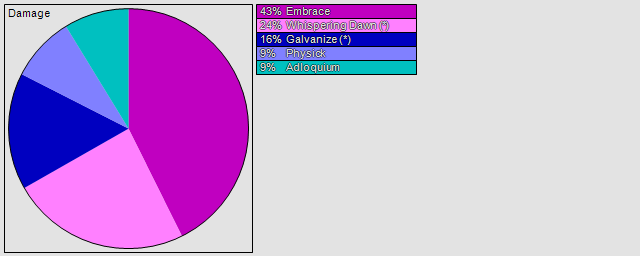 Damage
43% Embrace
24% Whispering Dawn (*)
16% Galvanize (*)
9% Physick
9% Adloquium